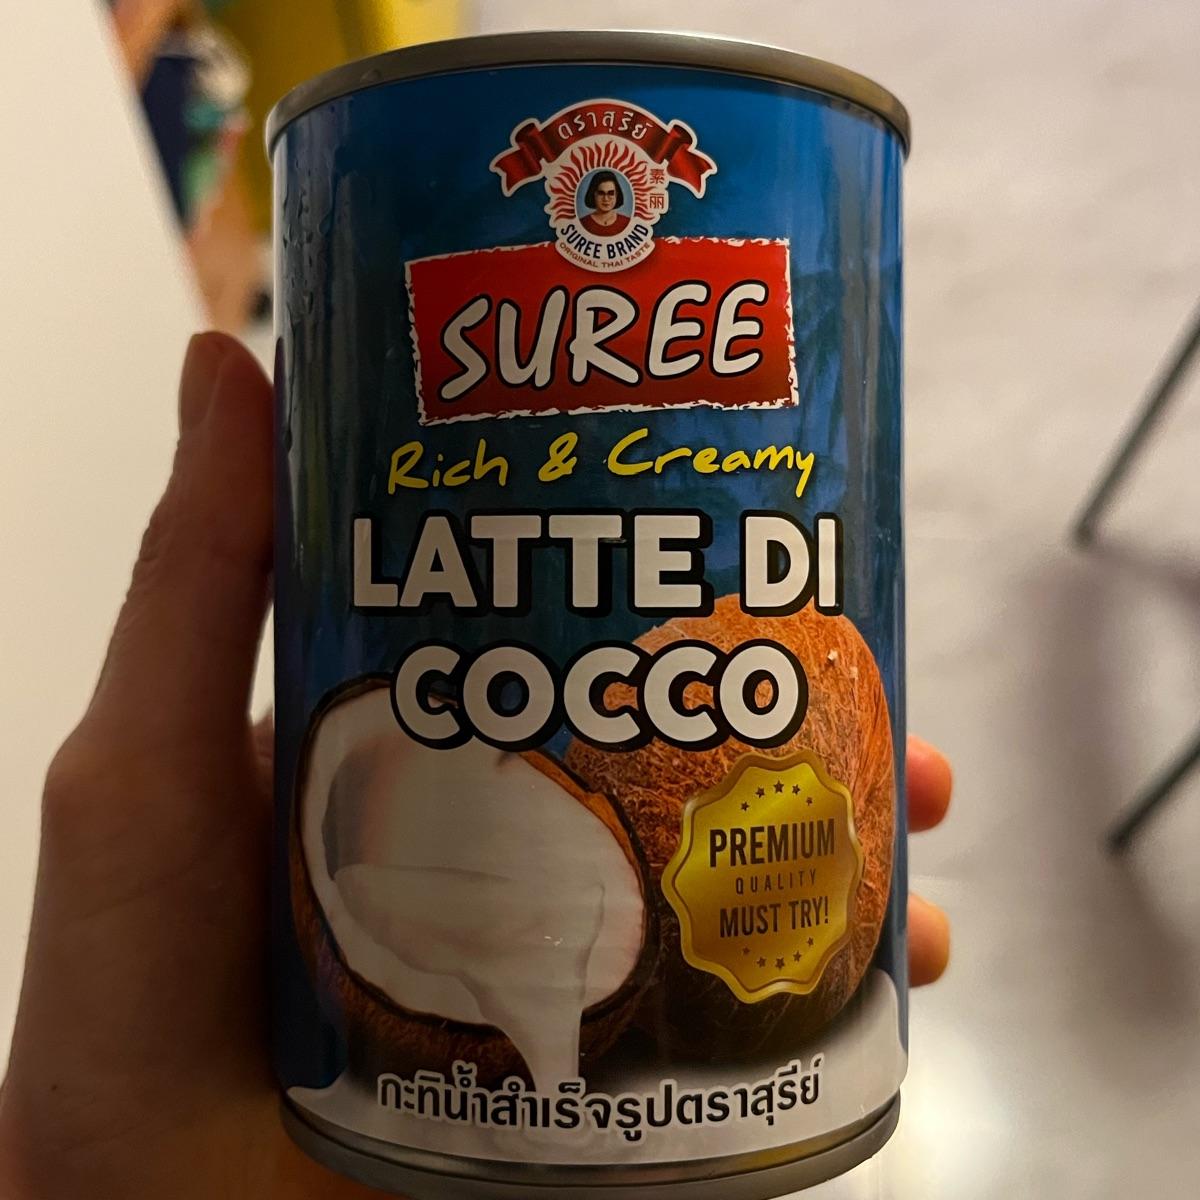 ตราสุรีย์
素丽
SUREE BRAND
ORIGINAL THAI TASTE
SUREE
Rich & Creamy
LATTE DI
COCCO
PREMIUM
QUALITY
MUST TRY!
กะทิน้ำสำเร็จรูปตราสุรีย์